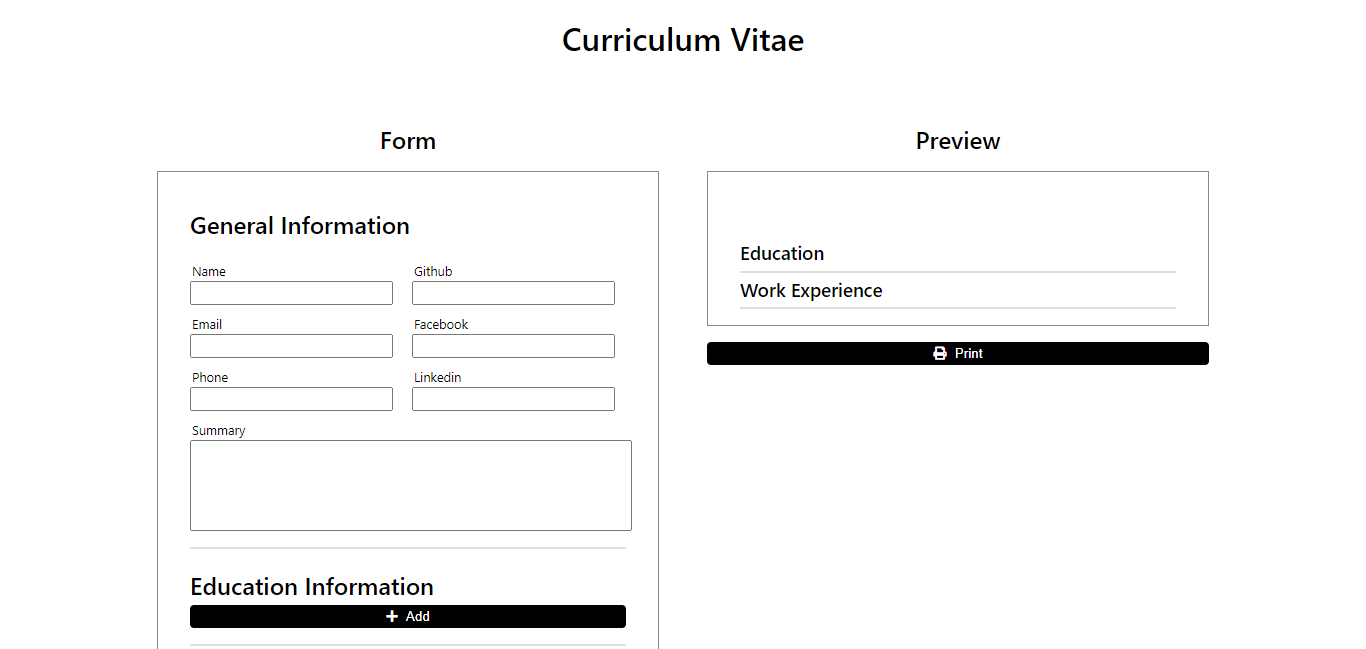 Curriculum Vitae
Form
General Information
Name
Github
Email
Facebook
Phone
Linkedin
Summary
Education Information
Add
Preview
Education
Work Experience
Print